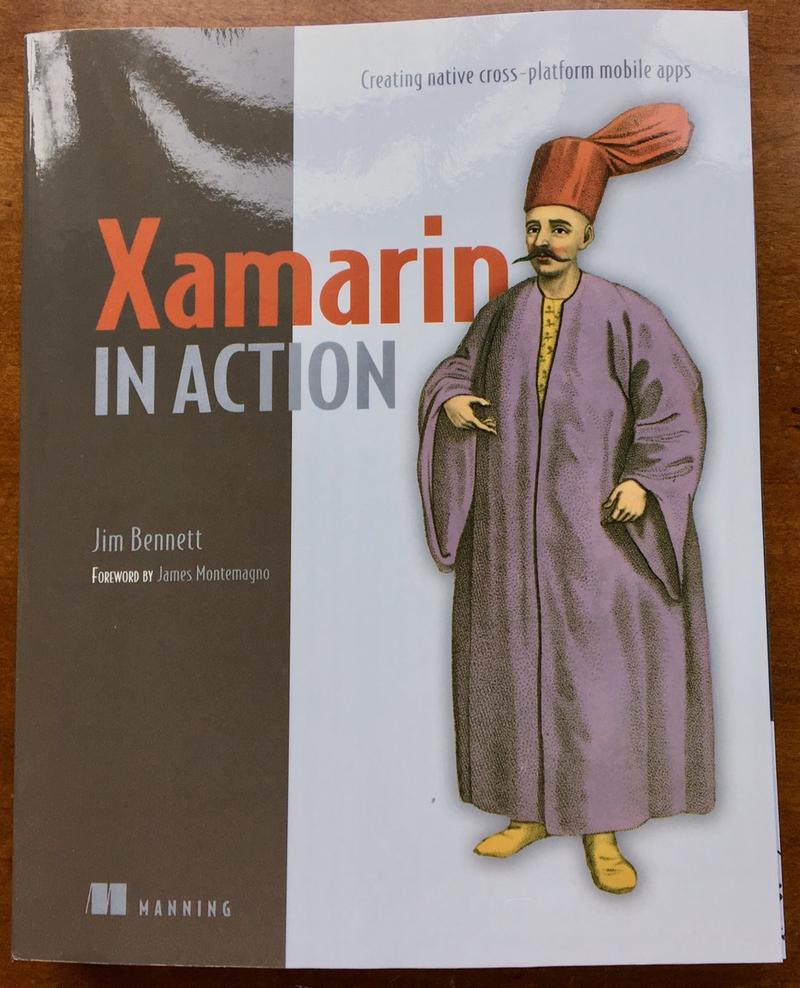 Creating native cross-platform mobile apps
Xamarin
IN ACTION
Jim Bennett
FOREWORD BY James Montemagno
MANNING